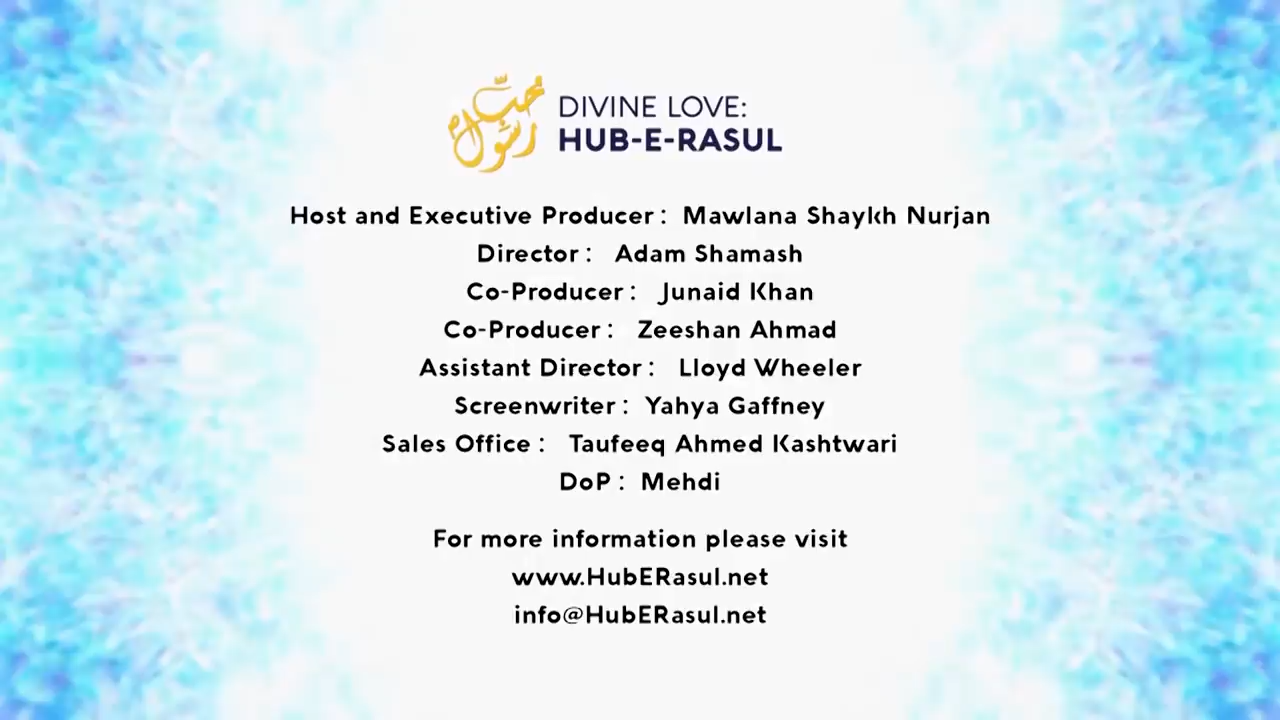 حب رسول
DIVINE LOVE:
HUB-E-RASUL
Host and Executive Producer : Mawlana Shaykh Nurjan
Director : Adam Shamash
Co-Producer : Junaid Khan
Co-Producer : Zeeshan Ahmad
Assistant Director : Lloyd Wheeler
Screenwriter : Yahya Gaffney
Sales Office : Taufeeq Ahmed Kashtwari
DoP : Mehdi
For more information please visit
www.HubERasul.net
info@HubERasul.net